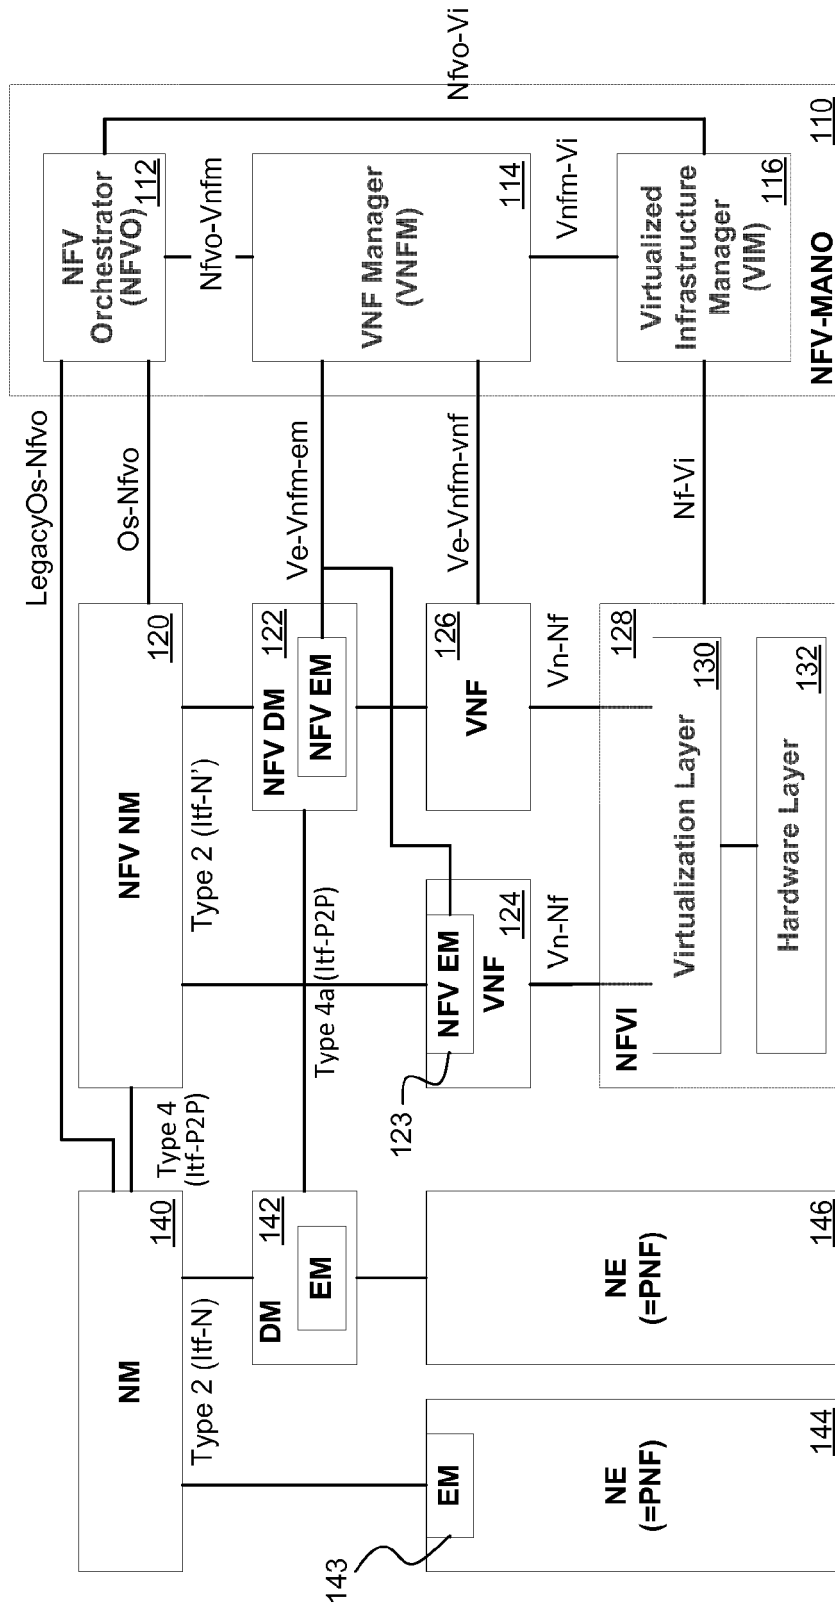 NM
140
Type 2 (Itf-N)
DM
142
EM
143
EM
NE
(=PNF)
144
NE
(=PNF)
146
Type 4
(Itf-P2P)
Type 4a (Itf-P2P)
LegacyOs-Nfvo
Os-Nfvo
NFV NM
120
Type 2 (Itf-N’)
NFV DM
122
NFV EM
Ve-Vnfm-em
123
NFV EM
VNF
124
VNF
126
Ve-Vnfm-vnf
Vn-Nf
Vn-Nf
NFVI
128
Virtualization Layer
130
Hardware Layer
132
Nf-Vi
NFV
Orchestrator
(NFVO)
112
Nfvo-Vnfm
VNF Manager
(VNFM)
114
Vnfm-Vi
Virtualized
Infrastructure
Manager
(VIM)
116
Nfvo-Vi
NFV-MANO
110